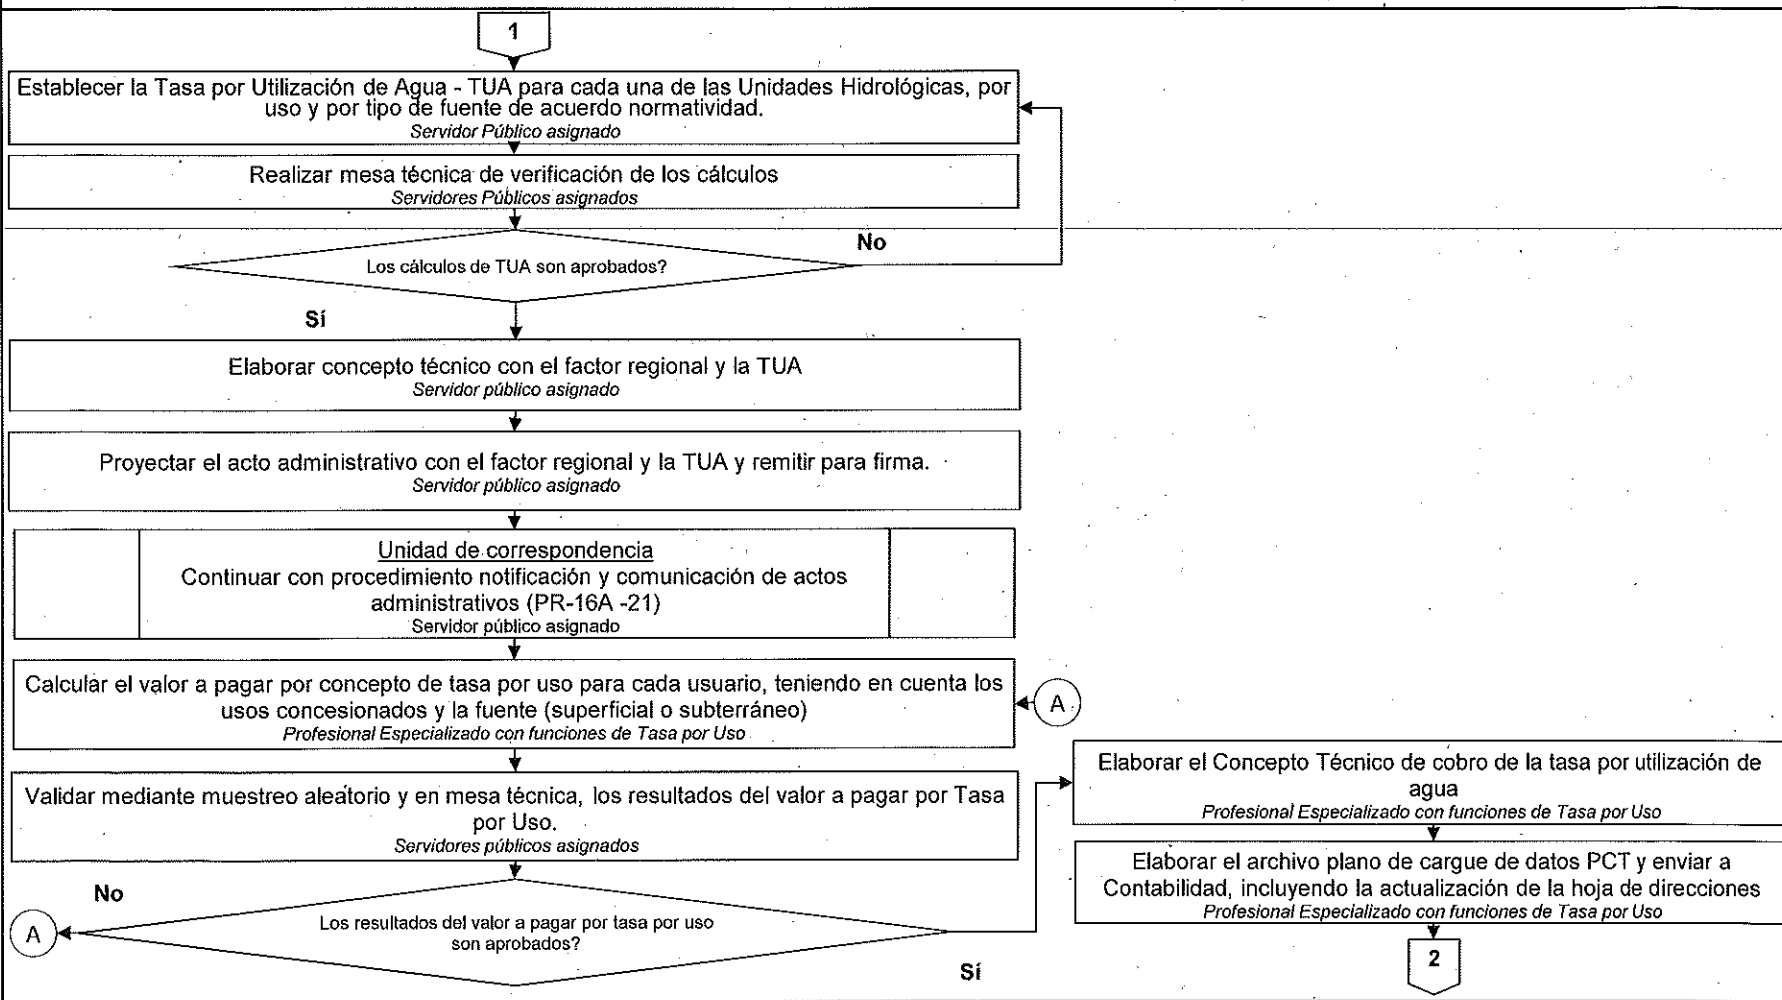 1
Establecer la Tasa por Utilización de Agua - TUA para cada una de las Unidades Hidrológicas, por
uso y por tipo de fuente de acuerdo normatividad.
Servidor Público asignado
Realizar mesa técnica de verificación de los cálculos
Servidores Públicos asignados
No
Los cálculos de TUA son aprobados?
Sí
Elaborar concepto técnico con el factor regional y la TUA
Servidor público asignado
Proyectar el acto administrativo con el factor regional y la TUA y remitir para firma.
Servidor público asignado
Unidad de correspondencia
Continuar con procedimiento notificación y comunicación de actos
administrativos (PR-16A -21)
Servidor público asignado
Calcular el valor a pagar por concepto de tasa por uso para cada usuario, teniendo en cuenta los
usos concesionados y la fuente (superficial o subterráneo)
Profesional Especializado con funciones de Tasa por Uso
A
Validar mediante muestreo aleatorio y en mesa técnica, los resultados del valor a pagar por Tasa
por Uso.
Servidores públicos asignados
No
Los resultados del valor a pagar por tasa por uso
son aprobados?
A
Sí
Elaborar el Concepto Técnico de cobro de la tasa por utilización de
agua
Profesional Especializado con funciones de Tasa por Uso
Elaborar el archivo plano de cargue de datos PCT y enviar a
Contabilidad, incluyendo la actualización de la hoja de direcciones
Profesional Especializado con funciones de Tasa por Uso
2